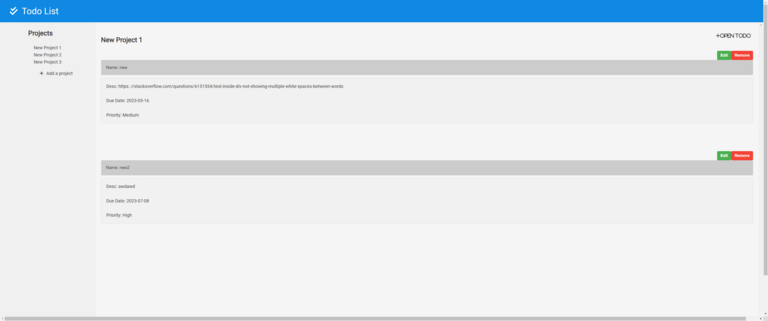 Todo List
Projects
New Project 1
New Project 2
New Project 3
+ Add a project
New Project 1
+OPEN TODO
Edit Remove
Name: new
Desc: https: //stackoverflow.com/questions/6151554/text-inside-div-not-showing-multiple-white-spaces-between-words
Due Date: 2023-05-16
Priority: Medium
Edit Remove
Name: neo2
Desc: awdawd
Due Date: 2023-07-08
Priority: High